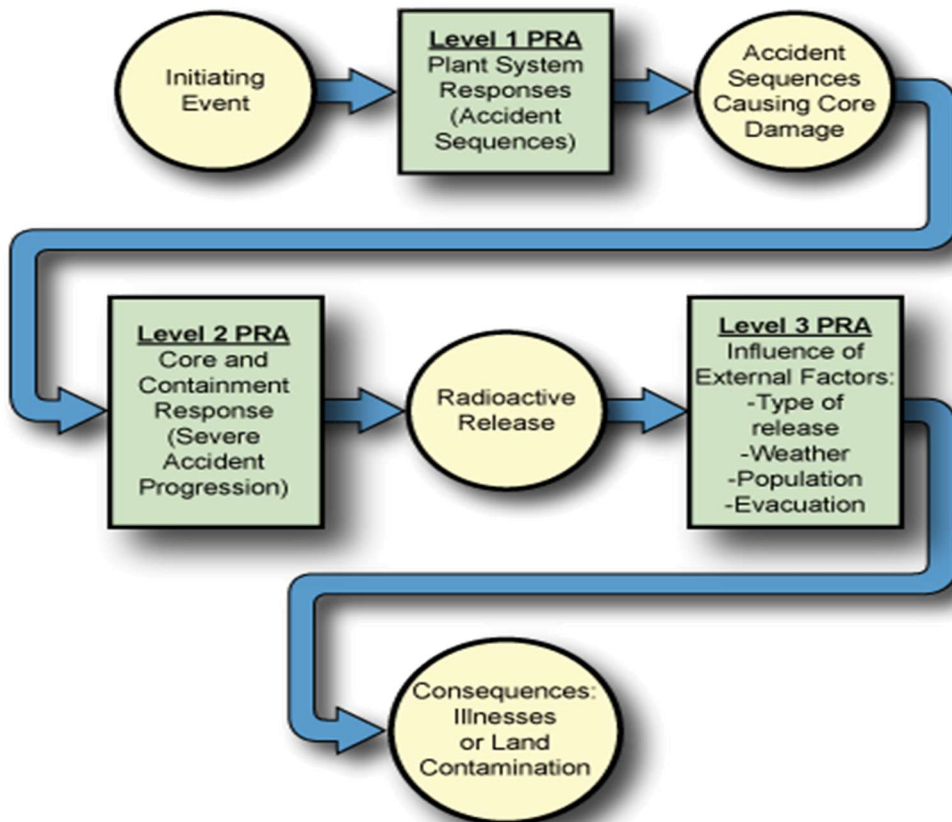 Initiating
Event
Level 1 PRA
Plant System
Responses
(Accident
Sequences)
Accident
Sequences
Causing Core
Damage
Level 2 PRA
Core and
Containment
Response
(Severe
Accident
Progression)
Radioactive
Release
Level 3 PRA
Influence of
External Factors:
-Type of
release
-Weather
-Population
-Evacuation
Consequences:
Illnesses
or Land
Contamination